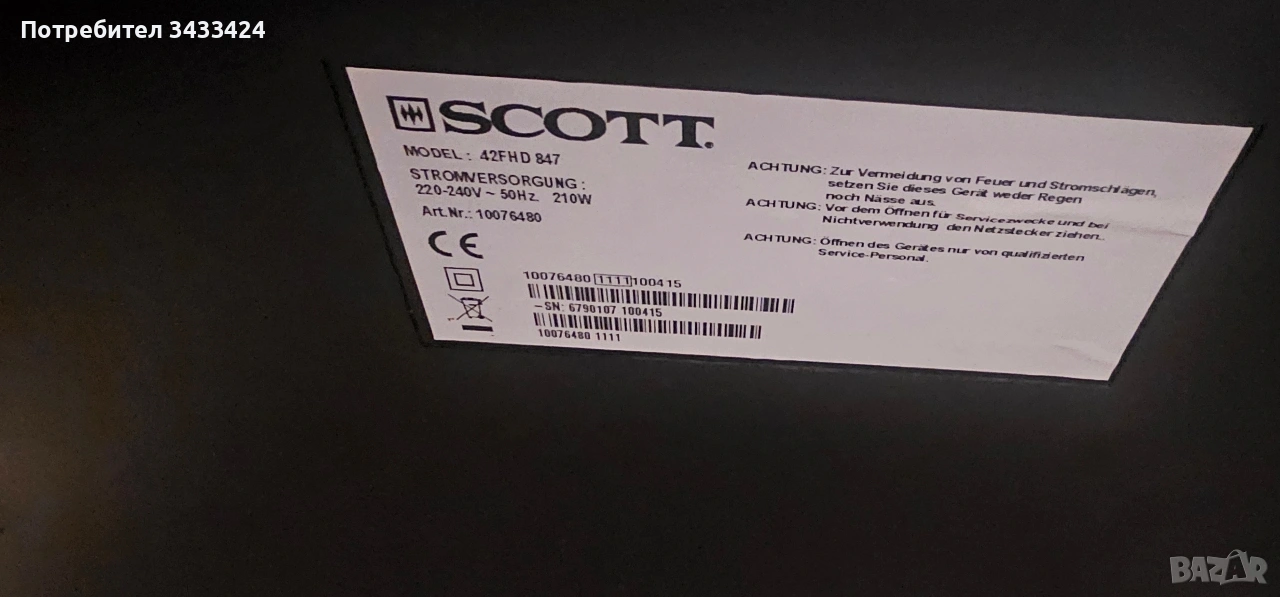 Потребител 3433424
SCOTT.
MODEL: 42FHD 847
STROMVERSORGUNG:
220-240V ~ 50Hz. 210W
Art.Nr.: 10076480
CE
ACHTUNG: Zur Vermeidung von Feuer und Stromschlägen,
setzen Sie dieses Gerät weder Regen
noch Nässe aus.
ACHTUNG: Vor dem Öffnen für Servicezwecke und bei
Nichtverwendung den Netzstecker ziehen..
ACHTUNG: Öffnen des Gerätes nur von qualifizierten
Service-Personal.
10076480 1111 100415
-SN: 6790107 100415
10076480 1111
BAZAR